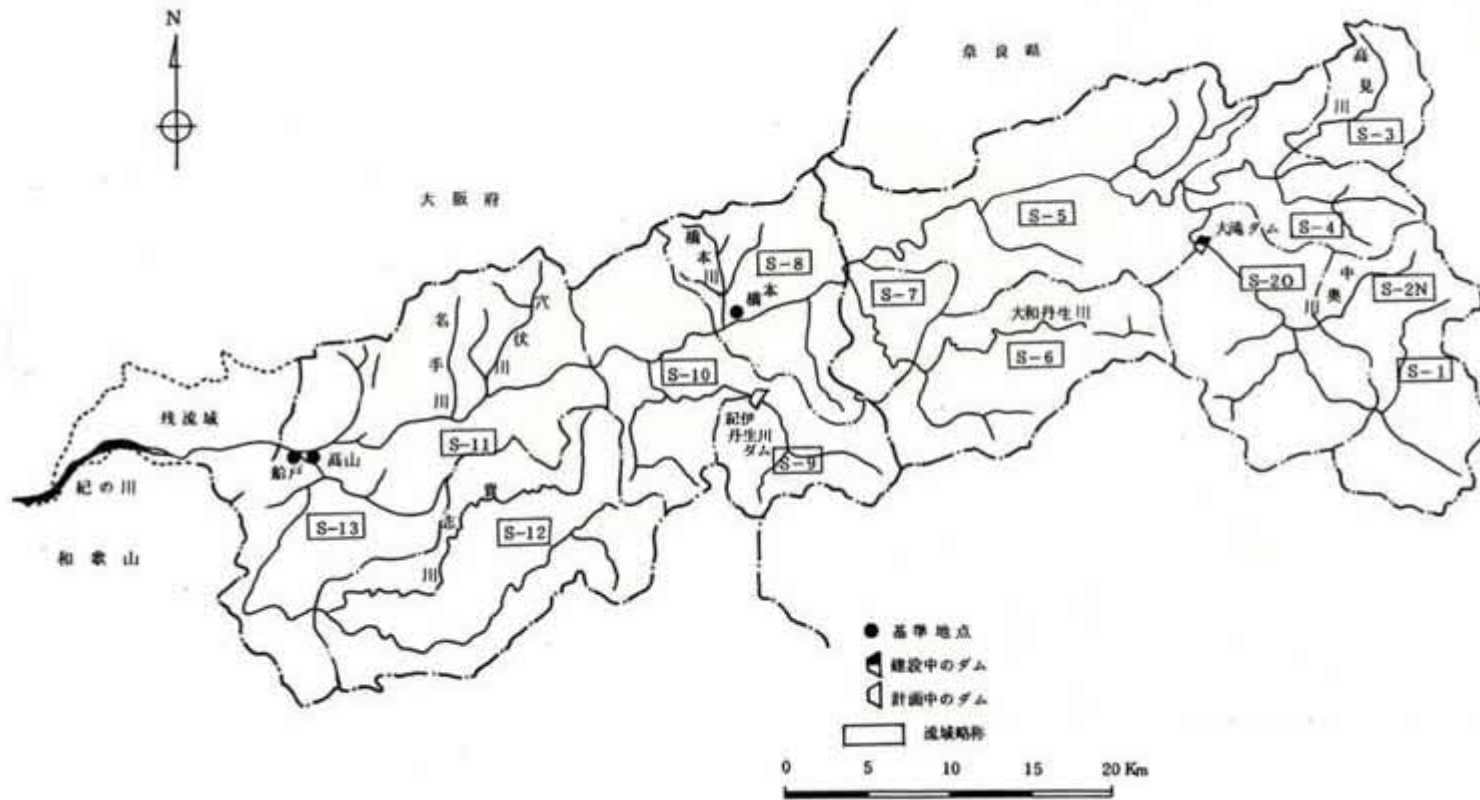 N
奈良県
高見川
S-3
大阪府
S-5
S-4
大滝ダム
橋本川
S-8
S-7
S-2O
中奥川
S-2N
橋本
大和丹生川
S-6
穴伏川
名手川
S-10
S-1
残流域
紀伊
丹生川
ダム
S-9
S-11
船戸
高山
紀の川
貴志川
S-13
S-12
和歌山
基準地点
建設中のダム
計画中のダム
流域略称
0 5 10 15 20 Km